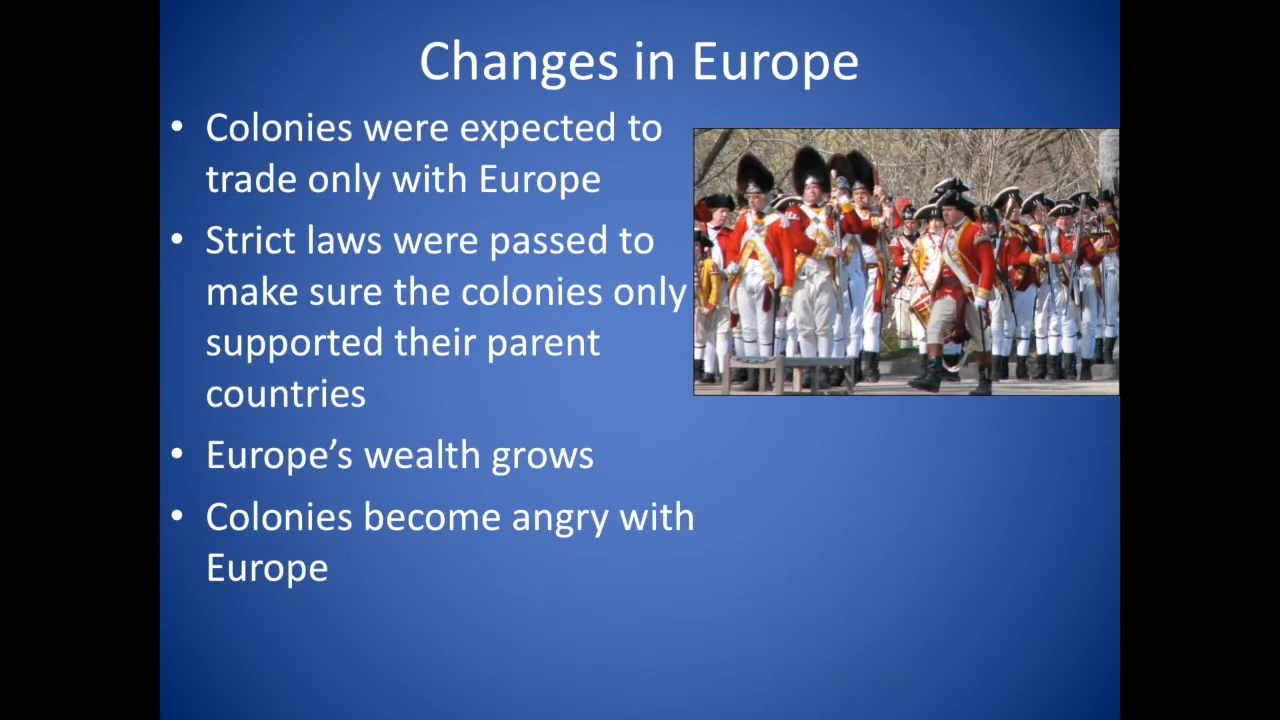 Changes in Europe
• Colonies were expected to
trade only with Europe
• Strict laws were passed to
make sure the colonies only
supported their parent
countries
• Europe’s wealth grows
• Colonies become angry with
Europe